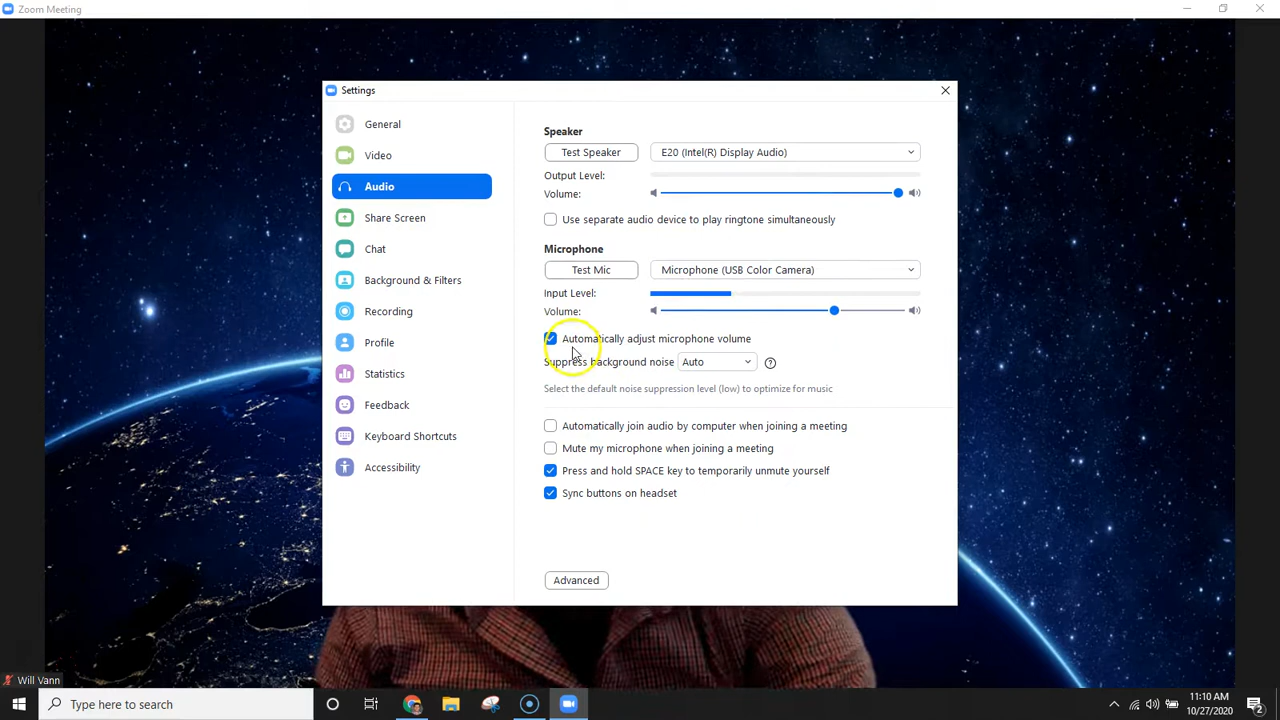 Zoom Meeting
Settings
General
Video
Audio
Share Screen
Chat
Background & Filters
Recording
Profile
Statistics
Feedback
Keyboard Shortcuts
Accessibility
Speaker
Test Speaker E20 (Intel(R) Display Audio)
Output Level:
Volume:
Use separate audio device to play ringtone simultaneously
Microphone
Test Mic Microphone (USB Color Camera)
Input Level:
Volume:
Automatically adjust microphone volume
Suppress background noise Auto
Select the default noise suppression level (low) to optimize for music
Automatically join audio by computer when joining a meeting
Mute my microphone when joining a meeting
Press and hold SPACE key to temporarily unmute yourself
Sync buttons on headset
Advanced
Will Vann
Type here to search
11:10 AM
10/27/2020
2